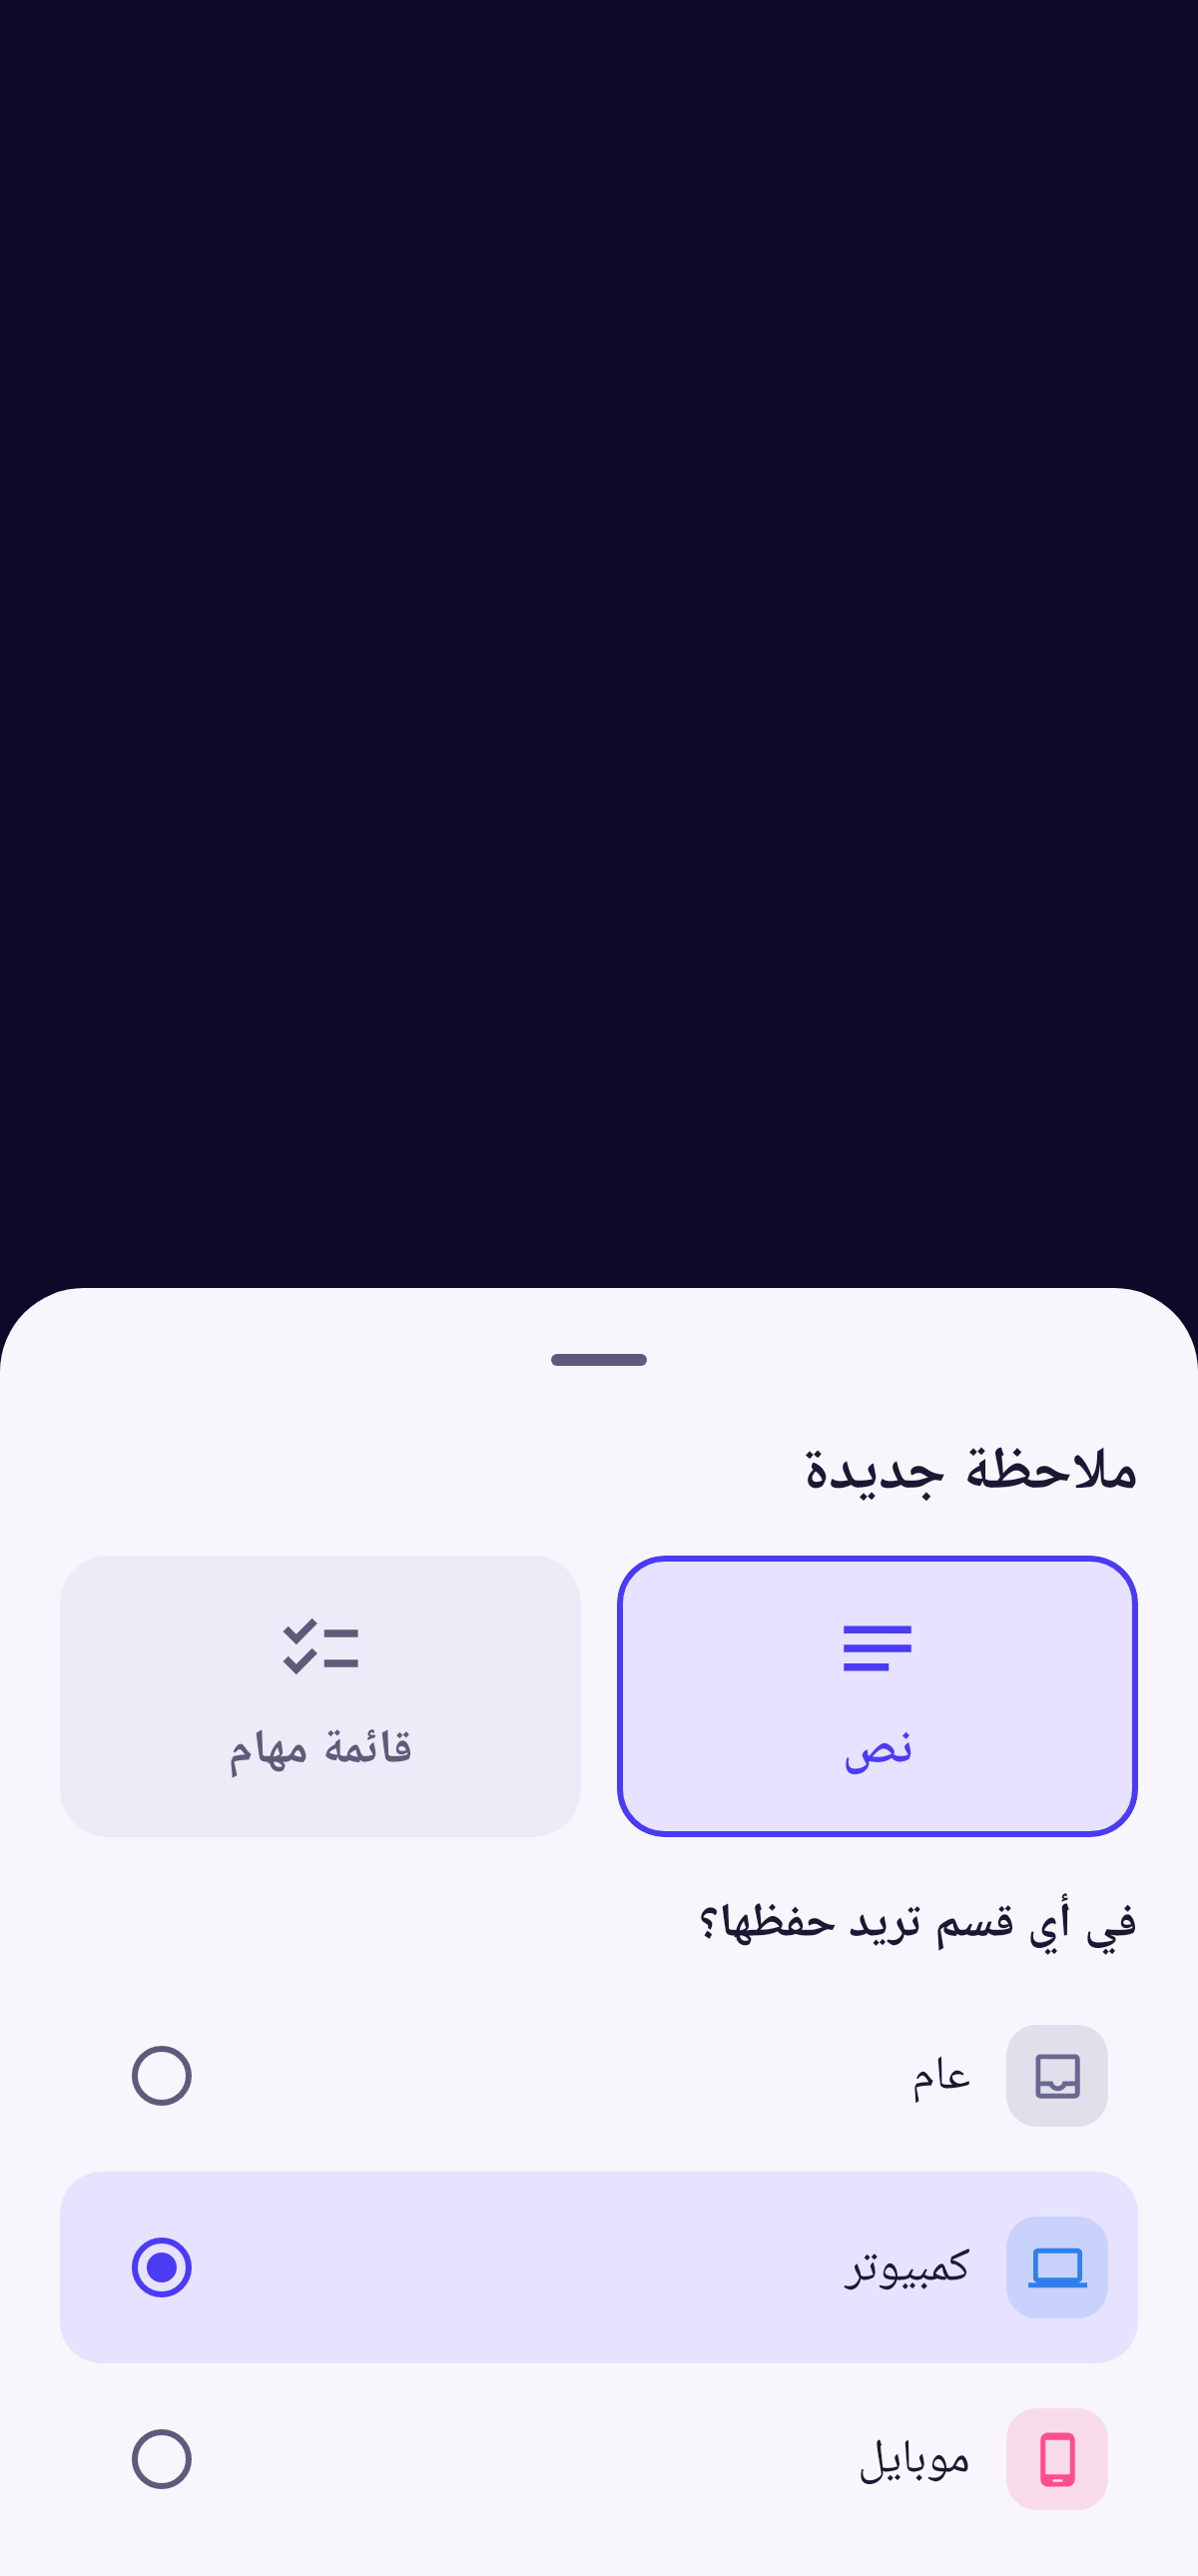 ملاحظة جديدة
نص
قائمة مهام
في أي قسم تريد حفظها؟
عام
كمبيوتر
موبايل